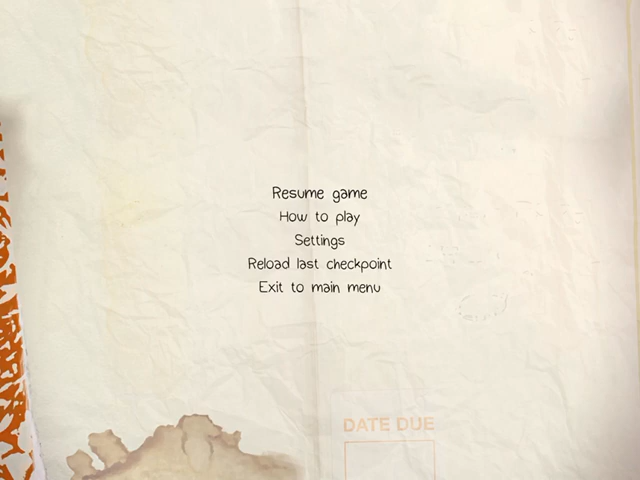 Resume game
How to play
Settings
Reload last checkpoint
Exit to main menu
DATE DUE